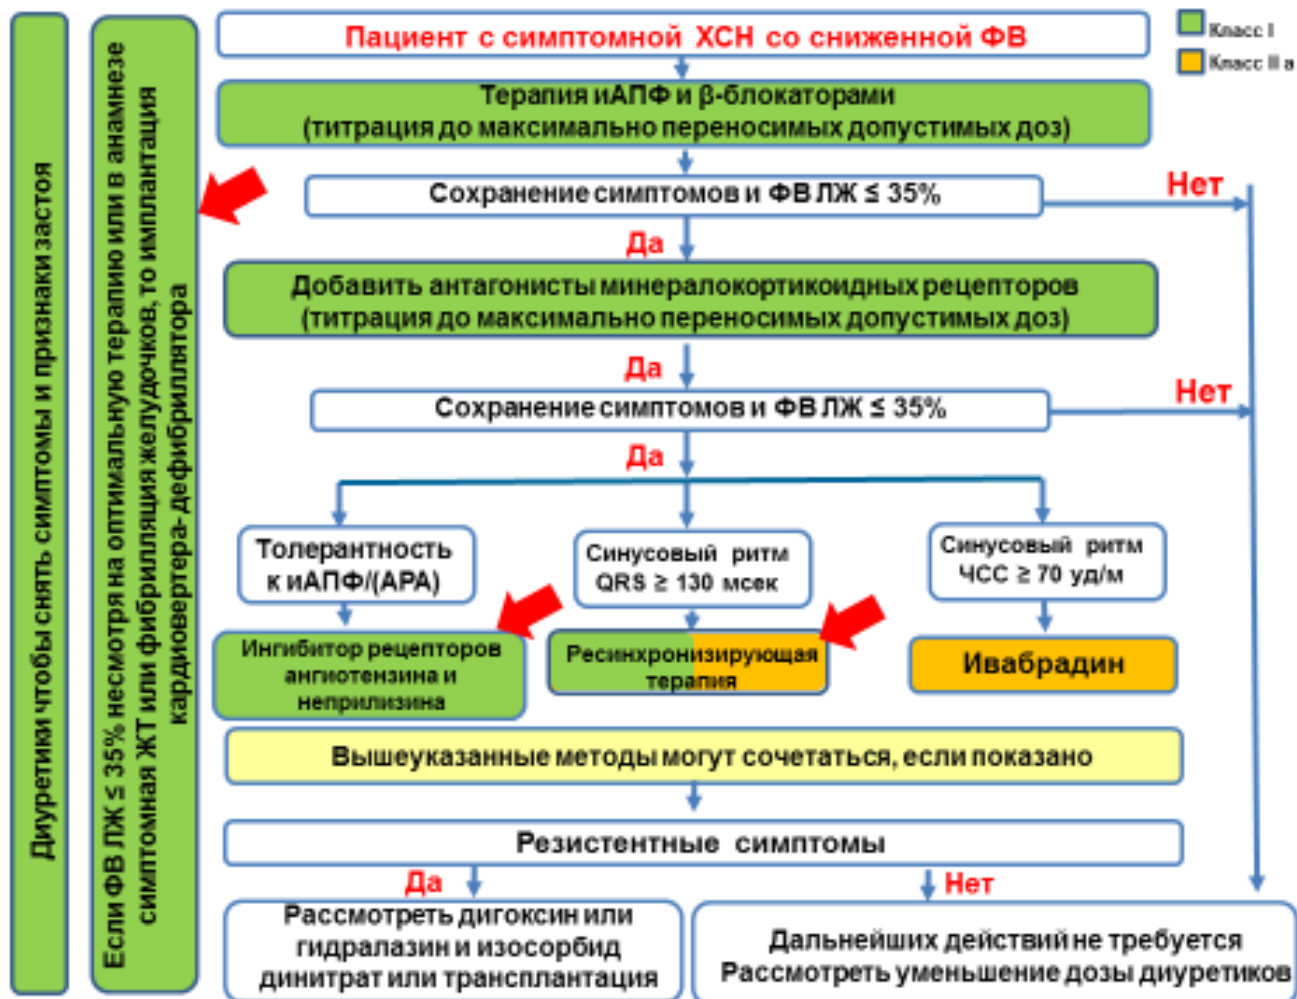 Диуретики чтобы снять симптомы и признаки застоя
Если ФВ ЛЖ ≤ 35% несмотря на оптимальную терапию или в анамнезе
симптомная ЖТ или фибрилляция желудочков, то имплантация
кардиовертера-дефибриллятора
Пациент с симптомной ХСН со сниженной ФВ
Класс I
Класс II a
Терапия иАПФ и β-блокаторами
(титрация до максимально переносимых допустимых доз)
Сохранение симптомов и ФВ ЛЖ ≤ 35%
Нет
Да
Добавить антагонисты минералокортикоидных рецепторов
(титрация до максимально переносимых допустимых доз)
Да
Нет
Сохранение симптомов и ФВ ЛЖ ≤ 35%
Да
Толерантность
к иАПФ/(АРА)
Синусовый ритм
QRS ≥ 130 мсек
Синусовый ритм
ЧСС ≥ 70 уд/м
Ингибитор рецепторов
ангиотензина и
неприлизина
Ресинхронизирующая
терапия
Ивабрадин
Вышеуказанные методы могут сочетаться, если показано
Резистентные симптомы
Да
Нет
Рассмотреть дигоксин или
гидралазин и изосорбид
динитрат или трансплантация
Дальнейших действий не требуется
Рассмотреть уменьшение дозы диуретиков